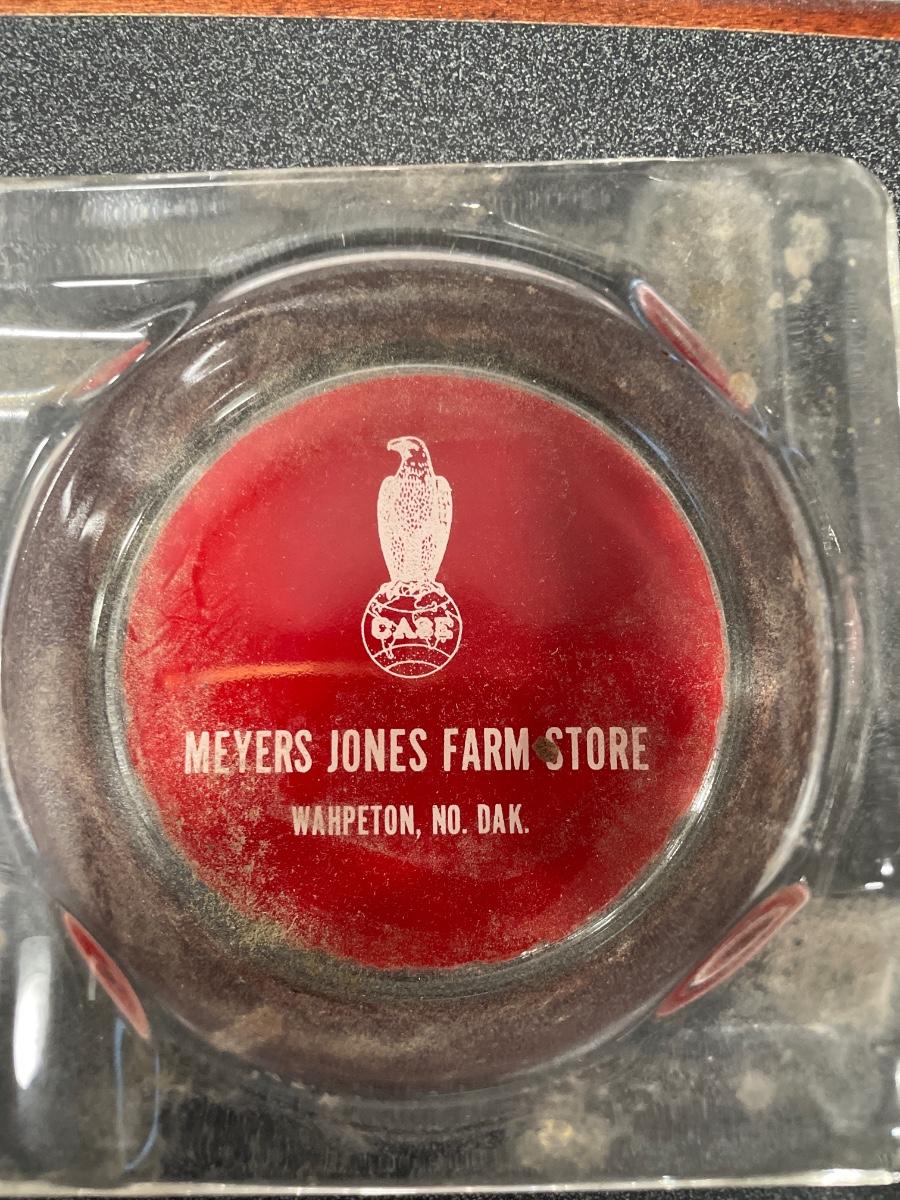 CASE
MEYERS JONES FARM STORE
WAHPETON, NO. DAK.